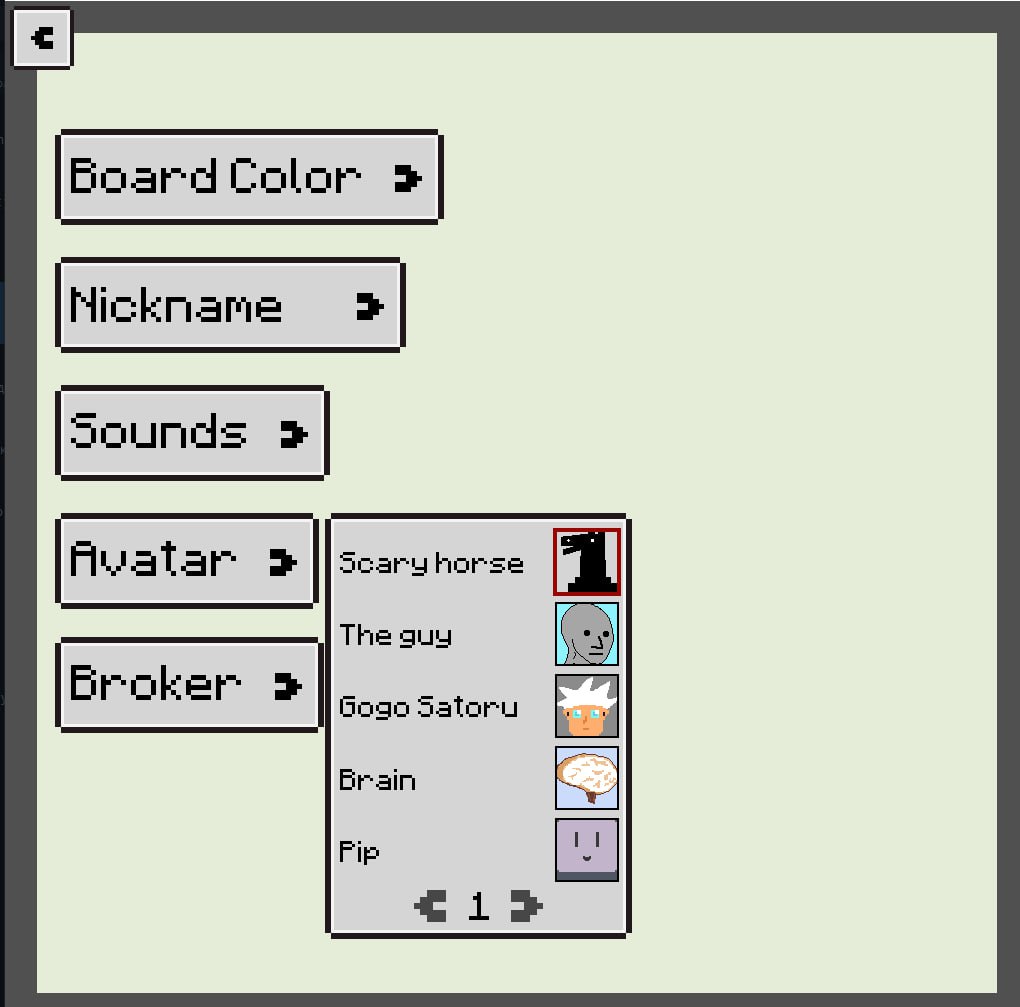 Board Color
Nickname
Sounds
Avatar
Broker
Scary horse
The guy
Gogo Satoru
Brain
Pip
1